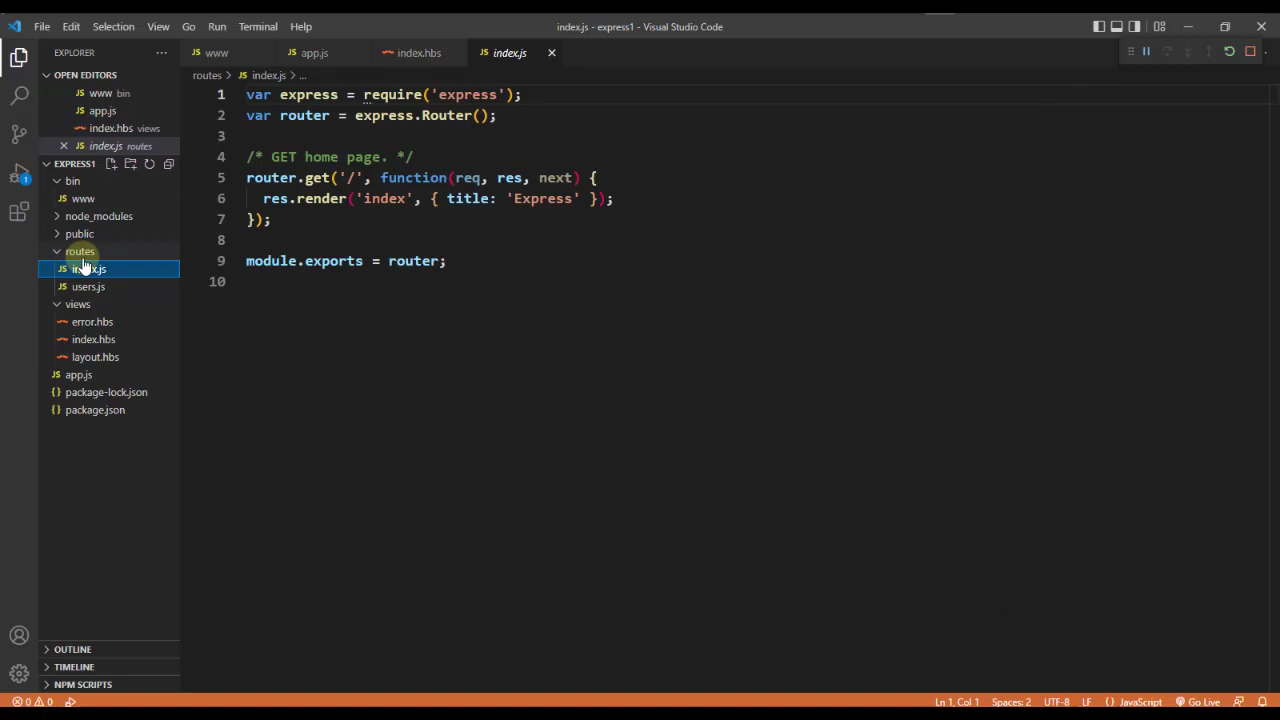 File Edit Selection View Go Run Terminal Help
index.js - express1 - Visual Studio Code
EXPLORER
JS www
JS app.js
index.hbs
JS index.js
OPEN EDITORS
JS www bin
JS app.js
index.hbs views
JS index.js routes
EXPRESS1
bin
JS www
node_modules
public
routes
JS index.js
JS users.js
views
error.hbs
index.hbs
layout.hbs
JS app.js
{ } package-lock.json
{ } package.json
OUTLINE
TIMELINE
NPM SCRIPTS
1
routes > JS index.js > ...
1 var express = require('express');
2 var router = express.Router();
3
4 /* GET home page. */
5 router.get('/', function(req, res, next) {
6 res.render('index', { title: 'Express' });
7 });
8
9 module.exports = router;
10
0 0
Ln 1, Col 1 Spaces: 2 UTF-8 LF { } JavaScript Go Live